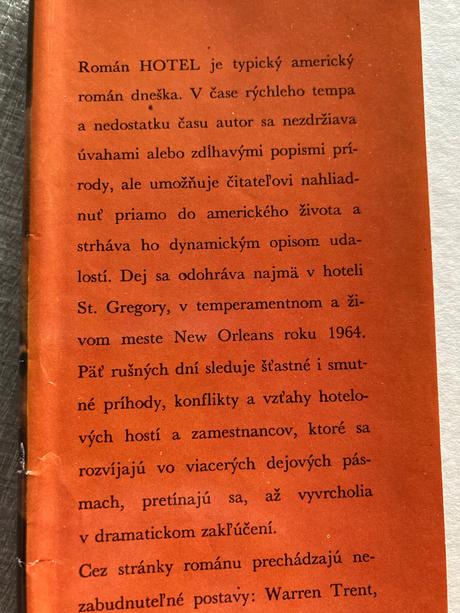 Román HOTEL je typický americký
román dneška. V čase rýchleho tempa
a nedostatku času autor sa nezdržiava
úvahami alebo zdĺhavými popismi prí-
rody, ale umožňuje čitateľovi nahliad-
nuť priamo do amerického života a
strháva ho dynamickým opisom uda-
lostí. Dej sa odohráva najmä v hoteli
St. Gregory, v temperamentnom a ži-
vom meste New Orleans roku 1964.
Päť rušných dní sleduje šťastné i smut-
né príhody, konflikty a vzťahy hotelo-
vých hostí a zamestnancov, ktoré sa
rozvíjajú vo viacerých dejových pás-
mach, pretínajú sa, až vyvrcholia
v dramatickom zakľúčení.
Cez stránky románu prechádzajú ne-
zabudnuteľné postavy: Warren Trent,